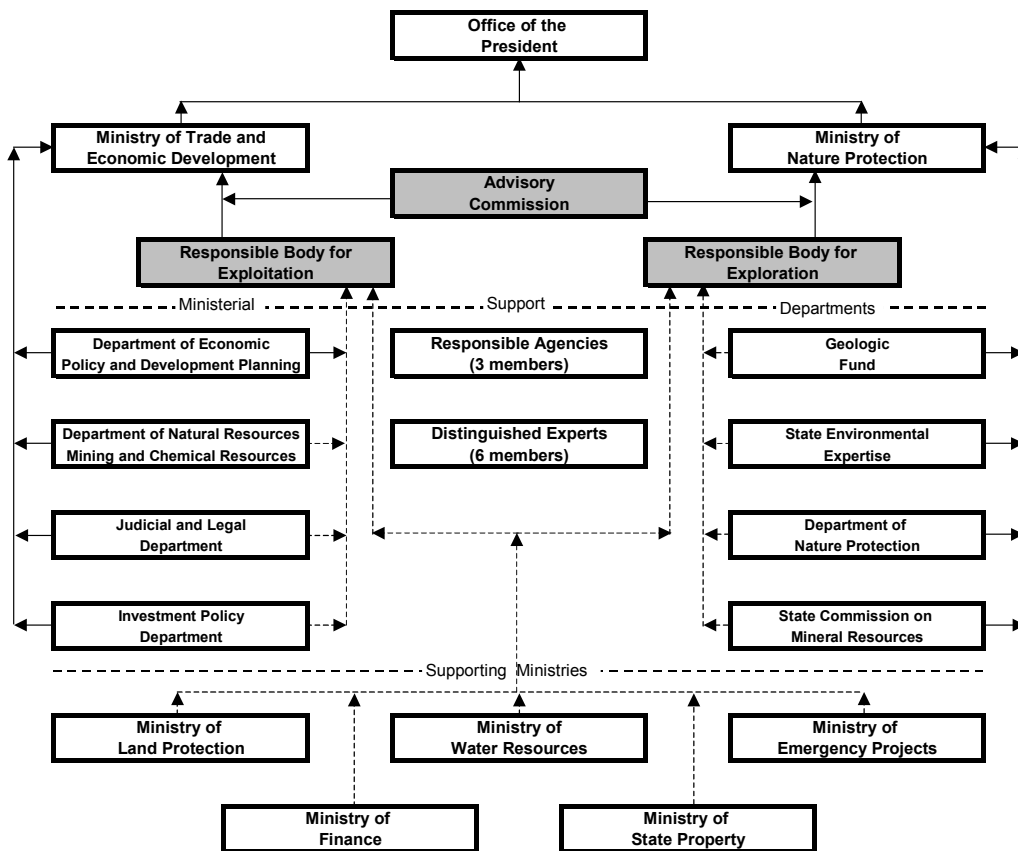 Office of the
President
Ministry of Trade and
Economic Development
Ministry of
Nature Protection
Advisory
Commission
Responsible Body for
Exploitation
Responsible Body for
Exploration
Ministerial Support Departments
Department of Economic
Policy and Development Planning
Responsible Agencies
(3 members)
Geologic
Fund
Department of Natural Resources
Mining and Chemical Resources
Distinguished Experts
(6 members)
State Environmental
Expertise
Judicial and Legal
Department
Department of
Nature Protection
Investment Policy
Department
State Commission on
Mineral Resources
Supporting Ministries
Ministry of
Land Protection
Ministry of
Water Resources
Ministry of
Emergency Projects
Ministry of
Finance
Ministry of
State Property